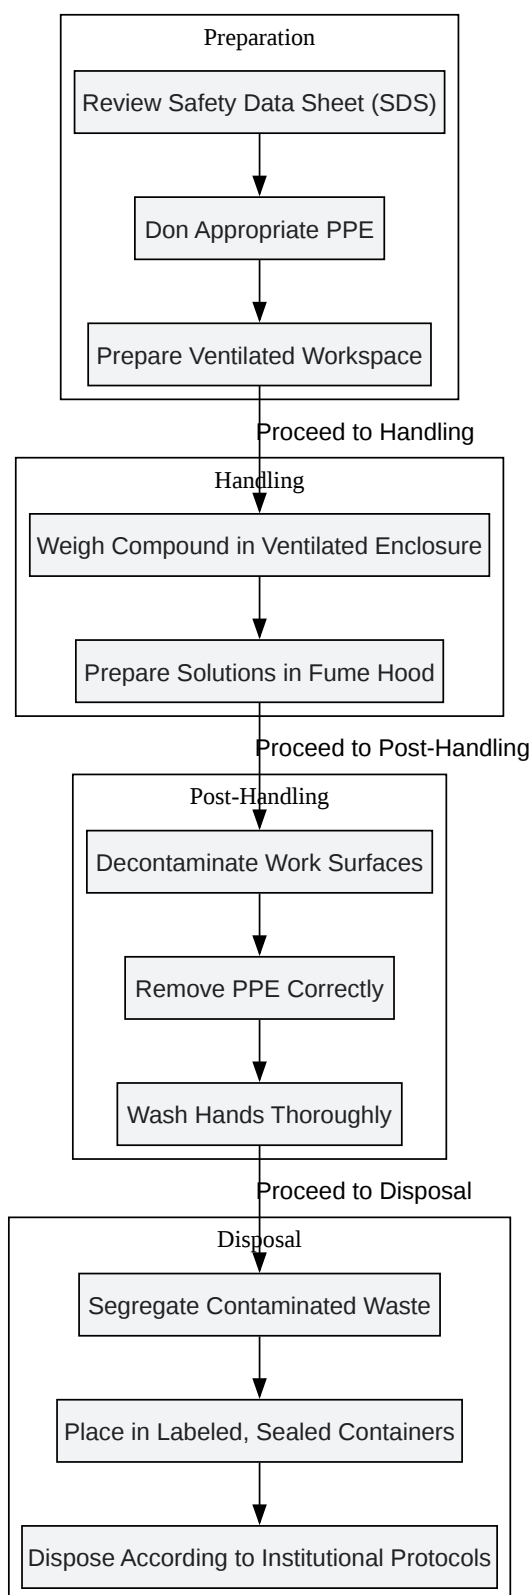 Preparation
Review Safety Data Sheet (SDS)
Don Appropriate PPE
Prepare Ventilated Workspace
Proceed to Handling
Handling
Weigh Compound in Ventilated Enclosure
Prepare Solutions in Fume Hood
Proceed to Post-Handling
Post-Handling
Decontaminate Work Surfaces
Remove PPE Correctly
Wash Hands Thoroughly
Proceed to Disposal
Disposal
Segregate Contaminated Waste
Place in Labeled, Sealed Containers
Dispose According to Institutional Protocols